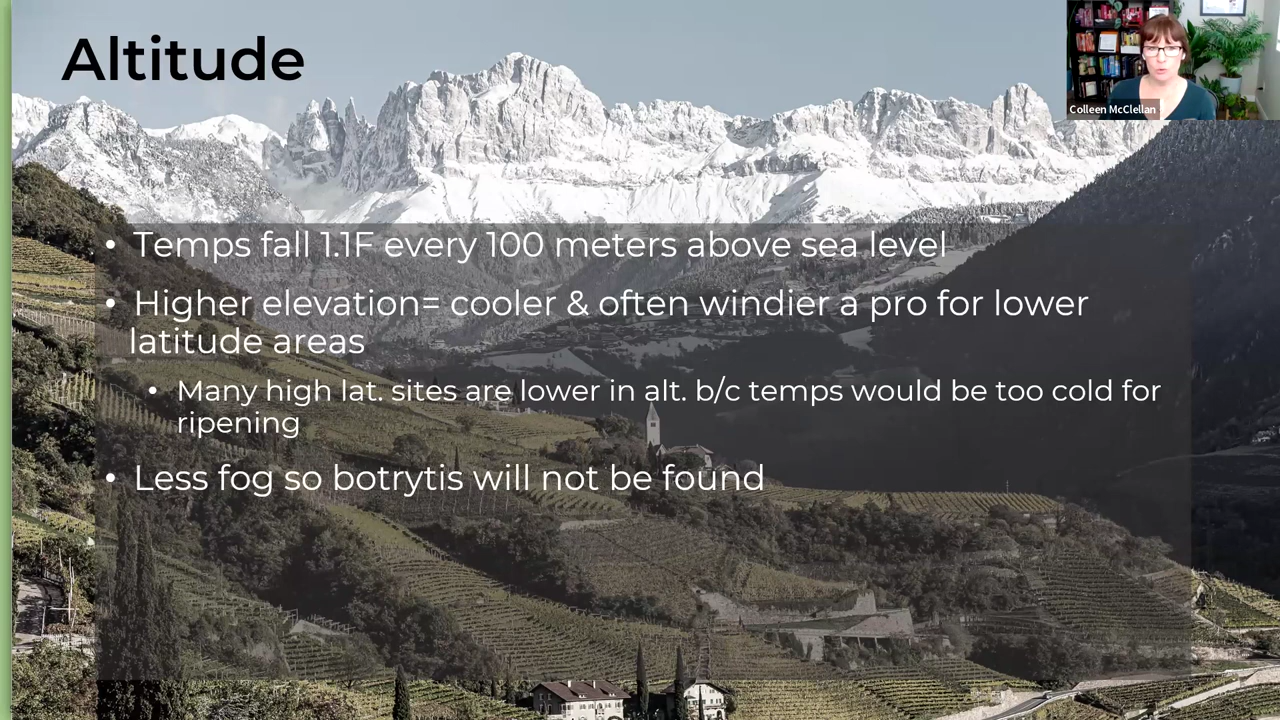 Altitude
Colleen McClellan
• Temps fall 1.1F every 100 meters above sea level
• Higher elevation= cooler & often windier a pro for lower
latitude areas
• Many high lat. sites are lower in alt. b/c temps would be too cold for
ripening
• Less fog so botrytis will not be found